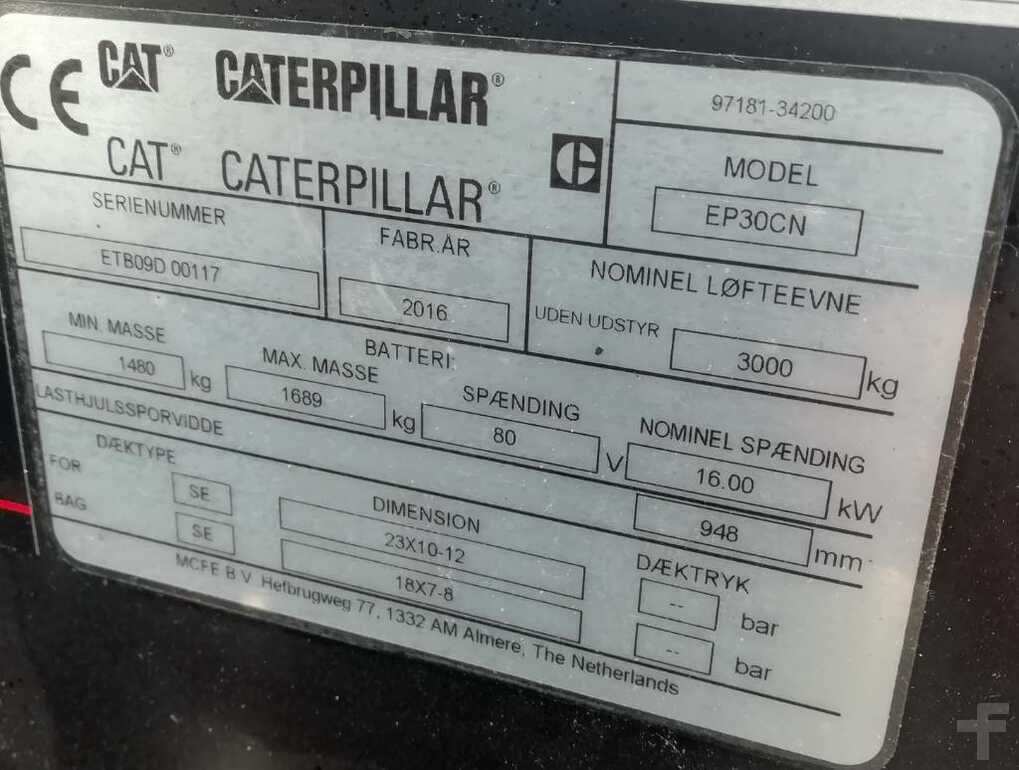 CE CAT® CATERPILLAR®
CAT® CATERPILLAR®
97181-34200
MODEL
EP30CN
SERIENUMMER
ETB09D 00117
FABR.ÅR
2016
NOMINEL LØFTEEVNE
UDEN UDSTYR 3000 kg
BATTERI:
MIN. MASSE
1480 kg
MAX. MASSE
1689 kg
SPÆNDING
80 V
NOMINEL SPÆNDING
16.00 kW
LASTHJULSSPORVIDDE 948 mm
DÆKTYPE DIMENSION DÆKTRYK
FOR SE 23X10-12 -- bar
BAG SE 18X7-8 -- bar
MCFE B.V. Hefbrugweg 77, 1332 AM Almere, The Netherlands